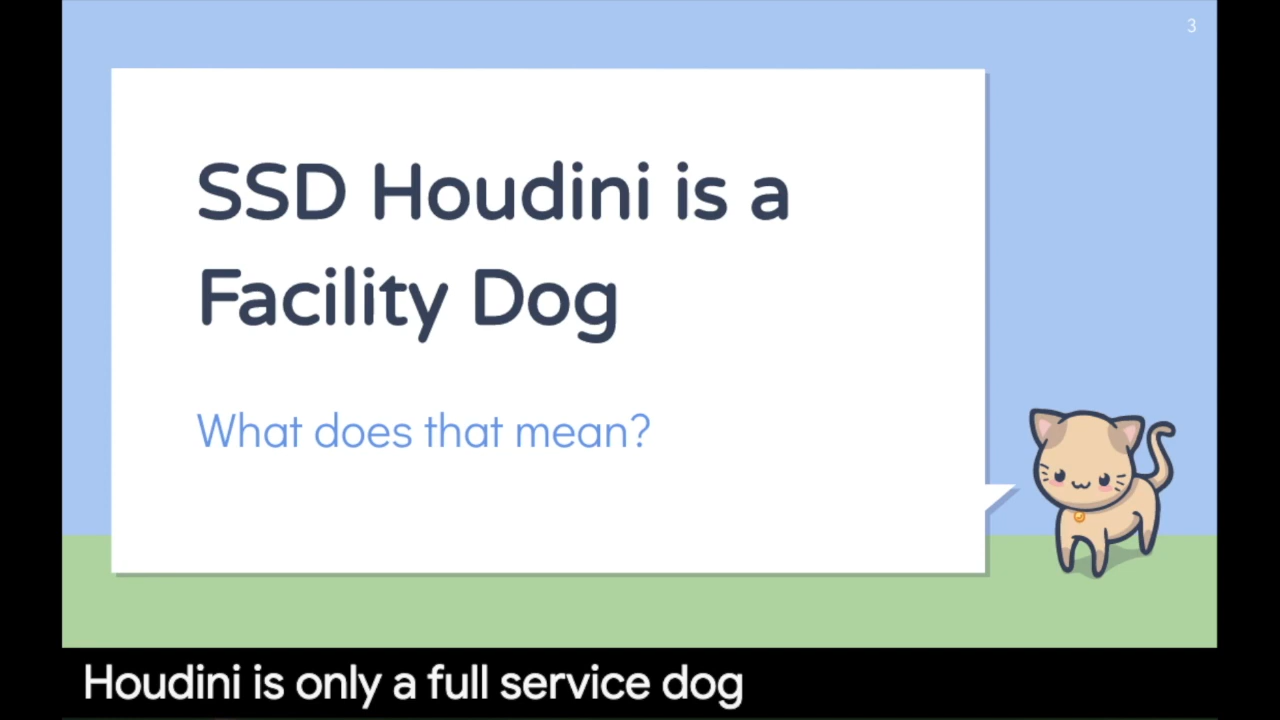 3
SSD Houdini is a
Facility Dog
What does that mean?
Houdini is only a full service dog